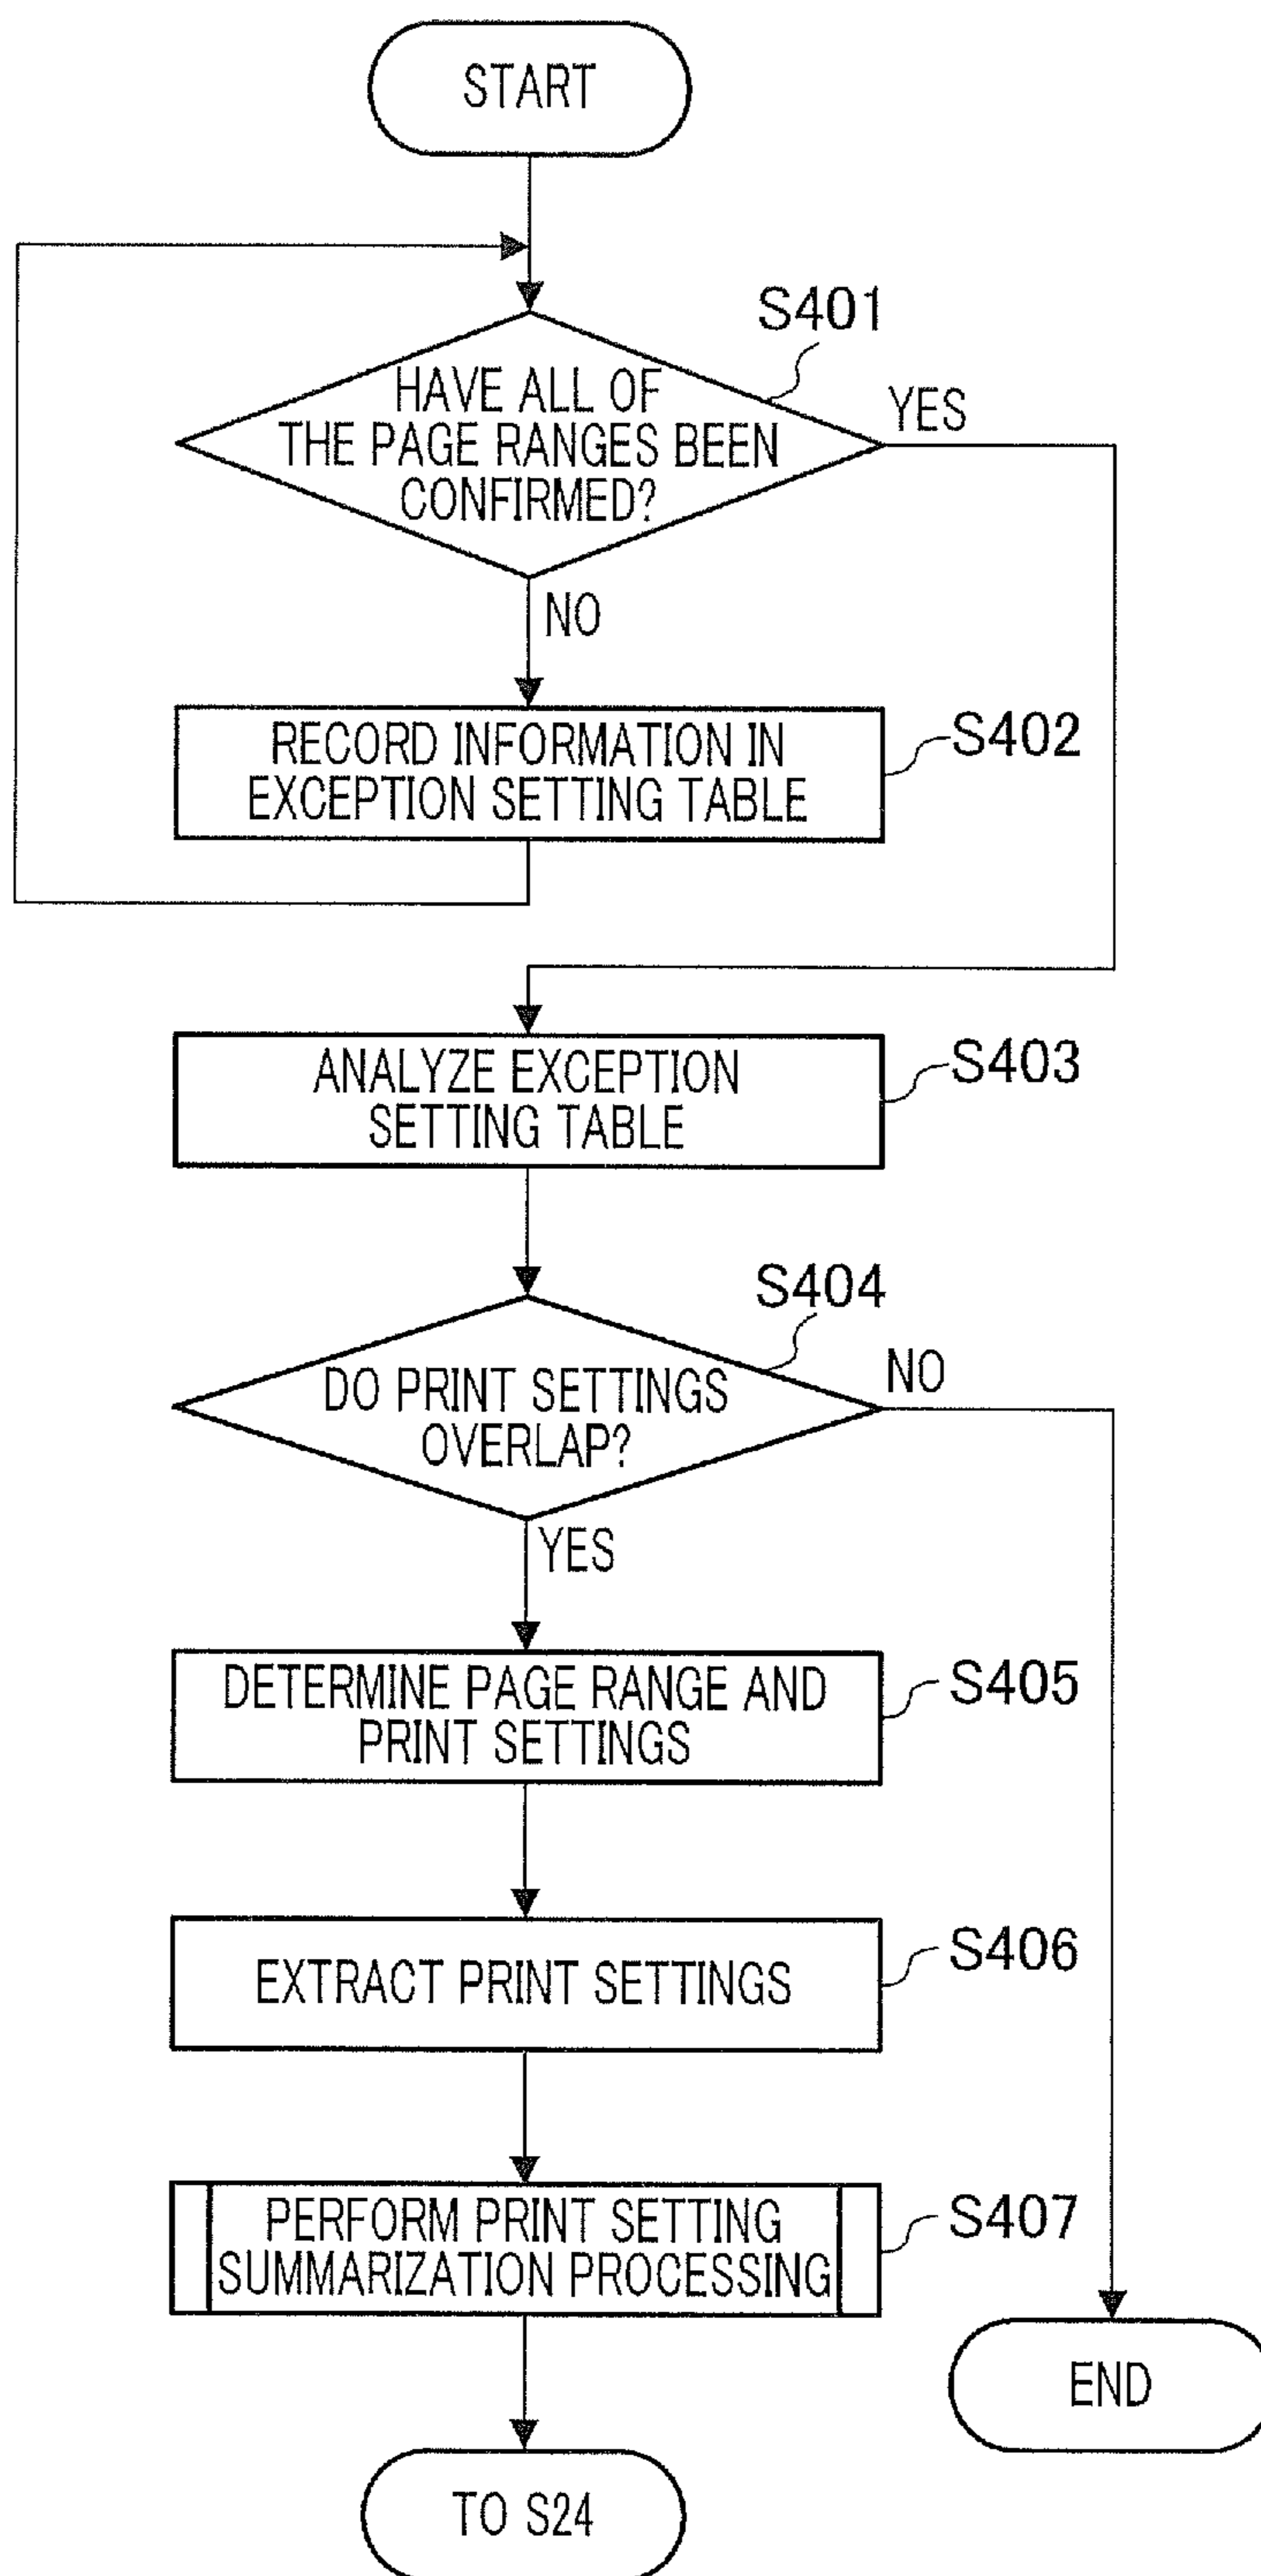 START
S401
HAVE ALL OF
THE PAGE RANGES BEEN
CONFIRMED?
YES
NO
RECORD INFORMATION IN
EXCEPTION SETTING TABLE
S402
ANALYZE EXCEPTION
SETTING TABLE
S403
S404
DO PRINT SETTINGS
OVERLAP?
NO
YES
DETERMINE PAGE RANGE AND
PRINT SETTINGS
S405
EXTRACT PRINT SETTINGS
S406
PERFORM PRINT SETTING
SUMMARIZATION PROCESSING
S407
END
TO S24